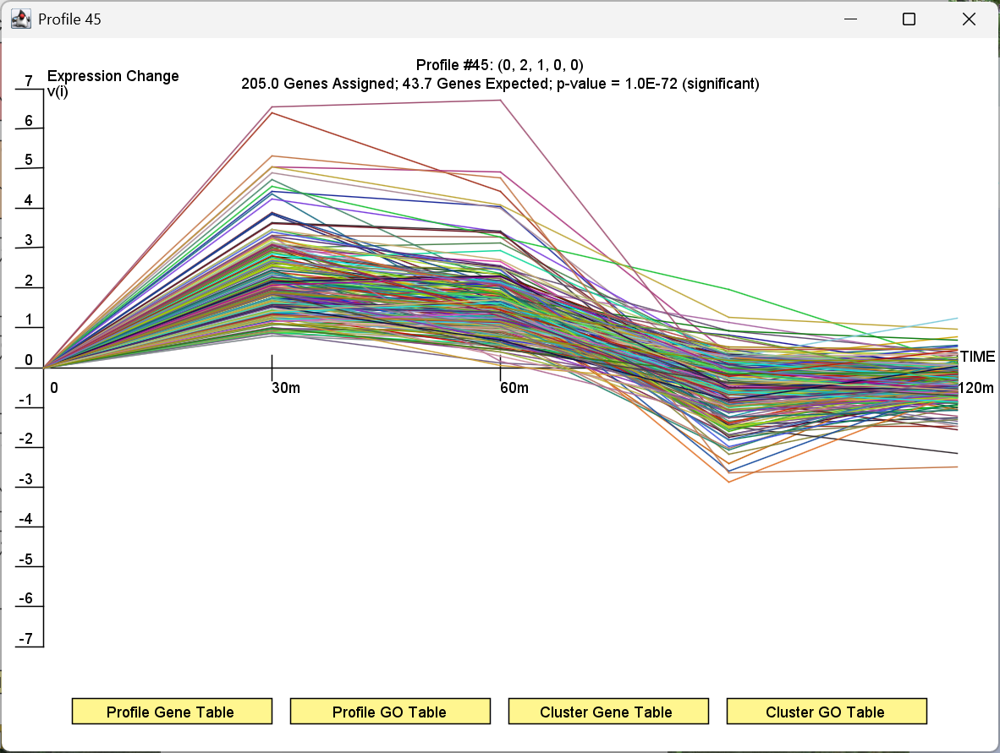 Profile 45
Profile #45: (0, 2, 1, 0, 0)
205.0 Genes Assigned; 43.7 Genes Expected; p-value = 1.0E-72 (significant)
Expression Change
v(i)
7
6
5
4
3
2
1
0
-1
-2
-3
-4
-5
-6
-7
TIME
0 30m 60m 120m
Profile Gene Table Profile GO Table Cluster Gene Table Cluster GO Table